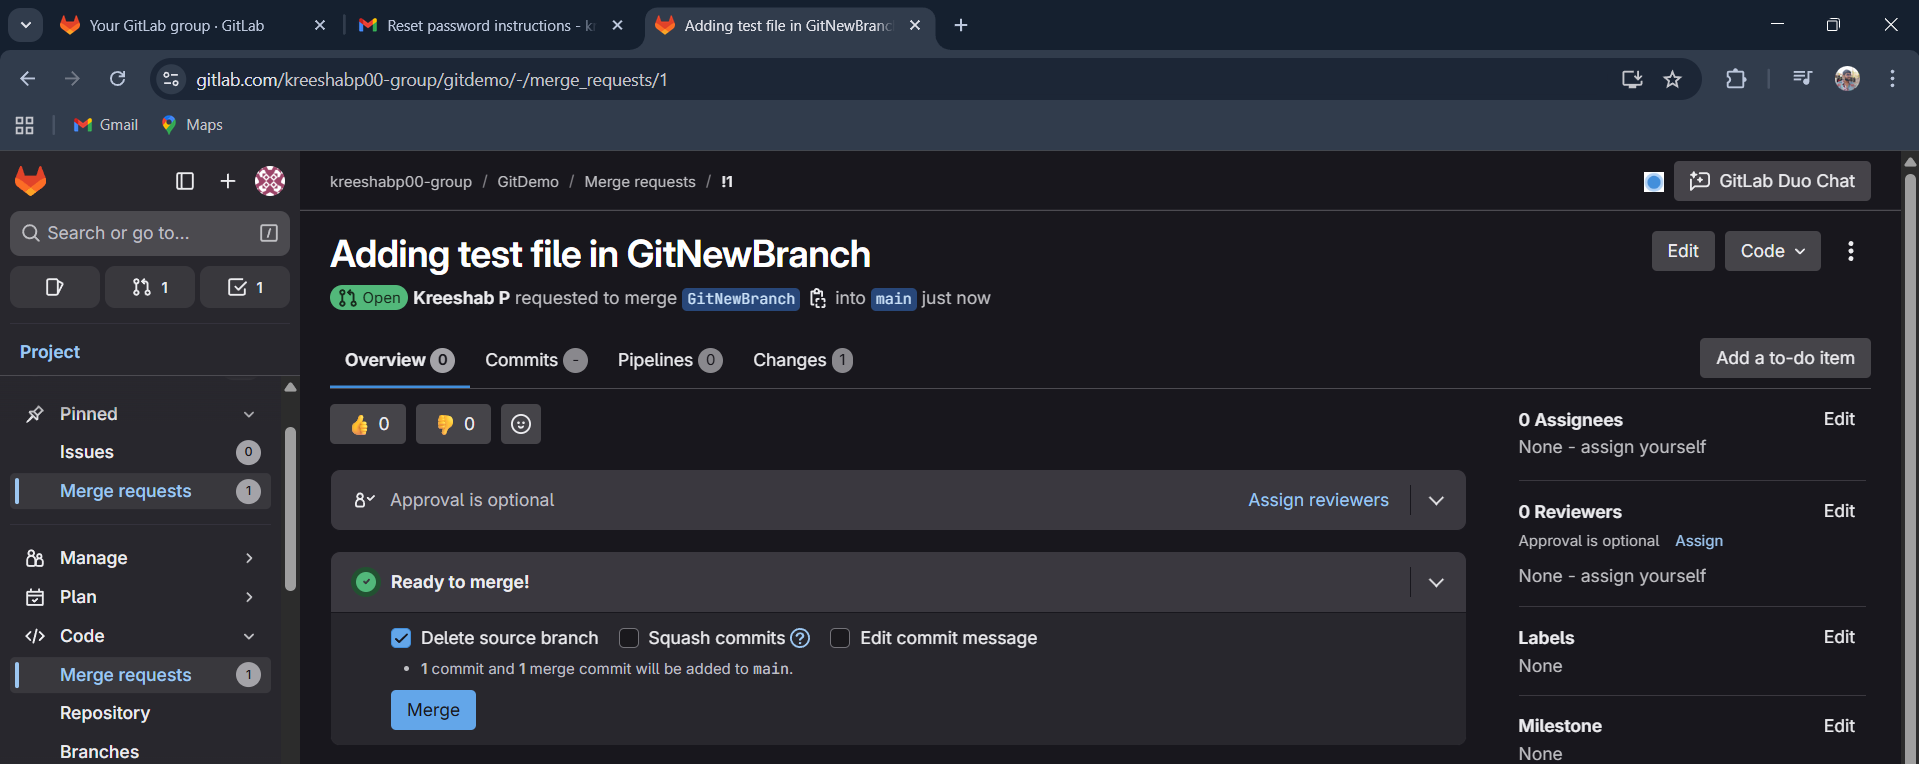 Your GitLab group · GitLab
Reset password instructions - k
Adding test file in GitNewBranc
gitlab.com/kreeshabp00-group/gitdemo/-/merge_requests/1
Gmail
Maps
kreeshabp00-group / GitDemo / Merge requests / !1
GitLab Duo Chat
Search or go to... /
1
1
Project
Pinned
Issues 0
Merge requests 1
Manage
Plan
Code
Merge requests 1
Repository
Branches
Adding test file in GitNewBranch
Edit
Code
Open Kreeshab P requested to merge GitNewBranch into main just now
Overview 0 Commits - Pipelines 0 Changes 1
Add a to-do item
0 0
Approval is optional Assign reviewers
Ready to merge!
Delete source branch Squash commits ? Edit commit message
• 1 commit and 1 merge commit will be added to main.
Merge
0 Assignees Edit
None - assign yourself
0 Reviewers Edit
Approval is optional Assign
None - assign yourself
Labels Edit
None
Milestone Edit
None